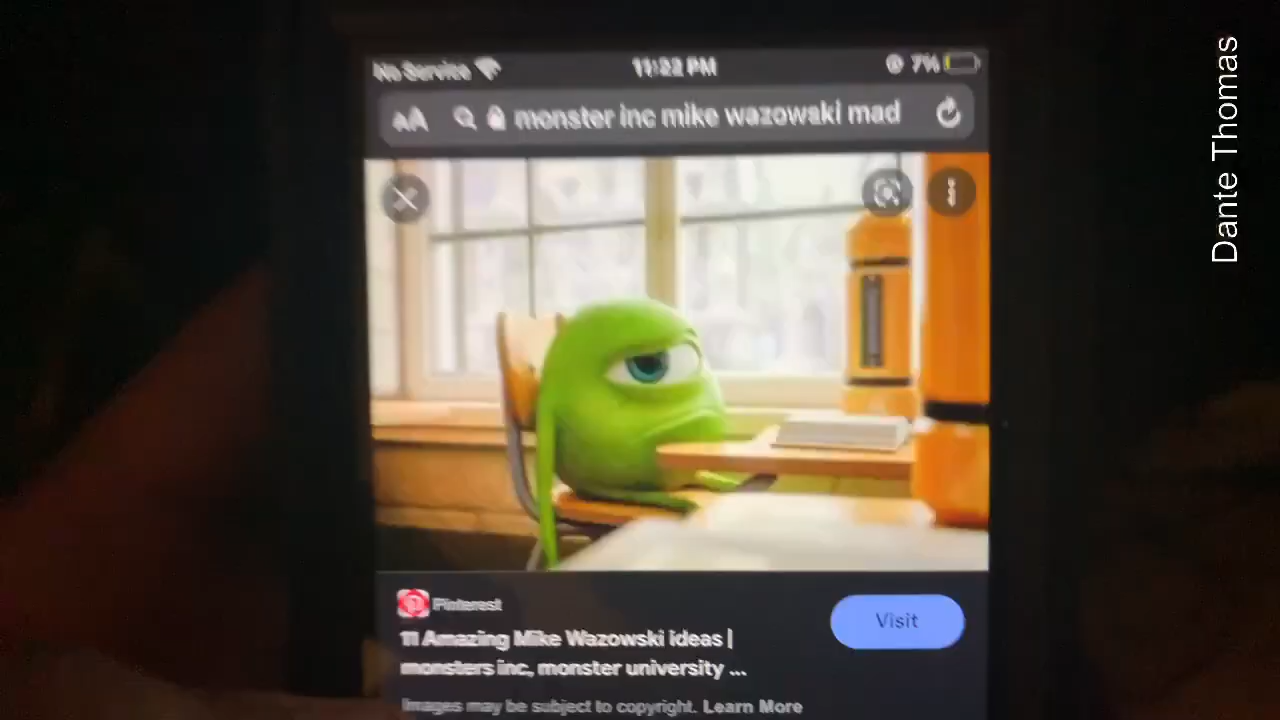 No Service
11:22 PM
7%
AA
monster inc mike wazowski mad
Pinterest
Visit
11 Amazing Mike Wazowski ideas |
monsters inc, monster university ...
Images may be subject to copyright. Learn More
Dante Thomas